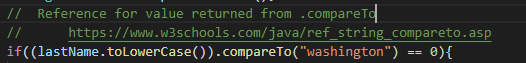 //  Reference for value returned from .compareTo
//     https://www.w3schools.com/java/ref_string_compareto.asp
if((lastName.toLowerCase()).compareTo("washington") == 0){